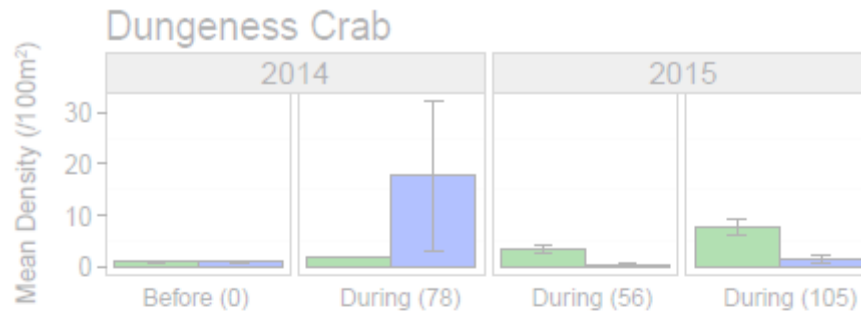 Dungeness Crab
2014 2015
Mean Density (/100m²)
30
20
10
0
Before (0) During (78) During (56) During (105)